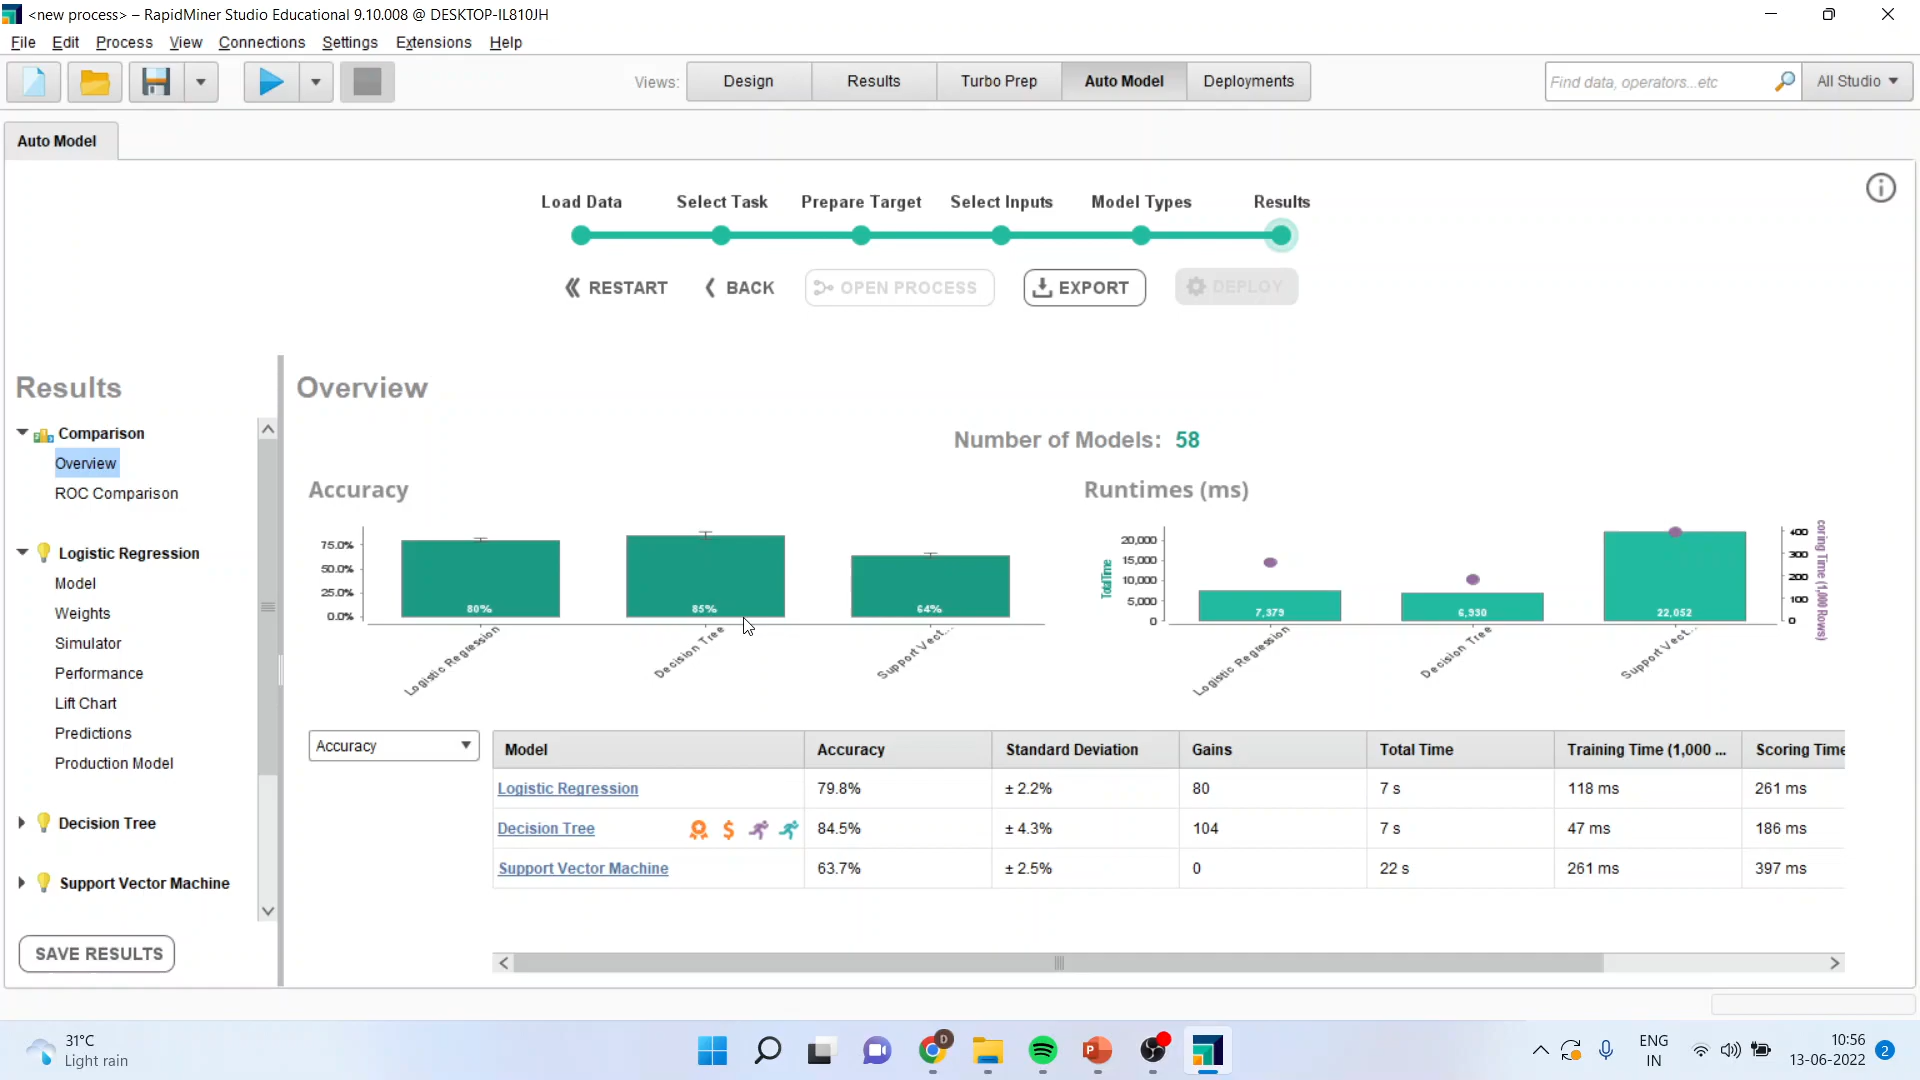 <new process> – RapidMiner Studio Educational 9.10.008 @ DESKTOP-IL810JH
File Edit Process View Connections Settings Extensions Help
Views: Design Results Turbo Prep Auto Model Deployments
Find data, operators...etc All Studio
Auto Model
Load Data Select Task Prepare Target Select Inputs Model Types Results
RESTART BACK OPEN PROCESS EXPORT DEPLOY
Results
Comparison
Overview
ROC Comparison
Logistic Regression
Model
Weights
Simulator
Performance
Lift Chart
Predictions
Production Model
Decision Tree
Support Vector Machine
SAVE RESULTS
Overview
Number of Models: 58
Accuracy
75.0%
50.0%
25.0%
0.0%
80% 85% 64%
Logistic Regression Decision Tree Support Vect...
Runtimes (ms)
Total Time
20,000
15,000
10,000
5,000
0
7,379 6,930 22,052
400
300
200
100
0
coring Time (1,000 Rows)
Logistic Regression Decision Tree Support Vect...
Accuracy
Model Accuracy Standard Deviation Gains Total Time Training Time (1,000 ... Scoring Time
Logistic Regression 79.8% ± 2.2% 80 7 s 118 ms 261 ms
Decision Tree 84.5% ± 4.3% 104 7 s 47 ms 186 ms
Support Vector Machine 63.7% ± 2.5% 0 22 s 261 ms 397 ms
31°C
Light rain
D
P
ENG
IN
10:56
13-06-2022
2